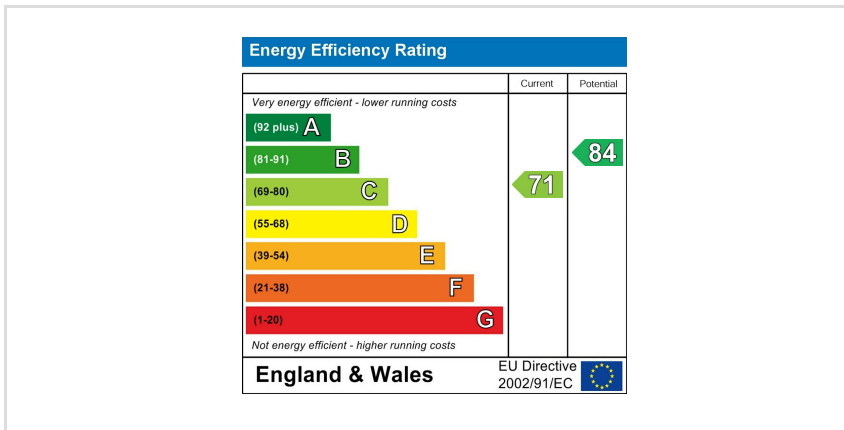 Energy Efficiency Rating
Current Potential
Very energy efficient - lower running costs
(92 plus) A
(81-91) B
84
(69-80) C
71
(55-68) D
(39-54) E
(21-38) F
(1-20) G
Not energy efficient - higher running costs
England & Wales
EU Directive
2002/91/EC